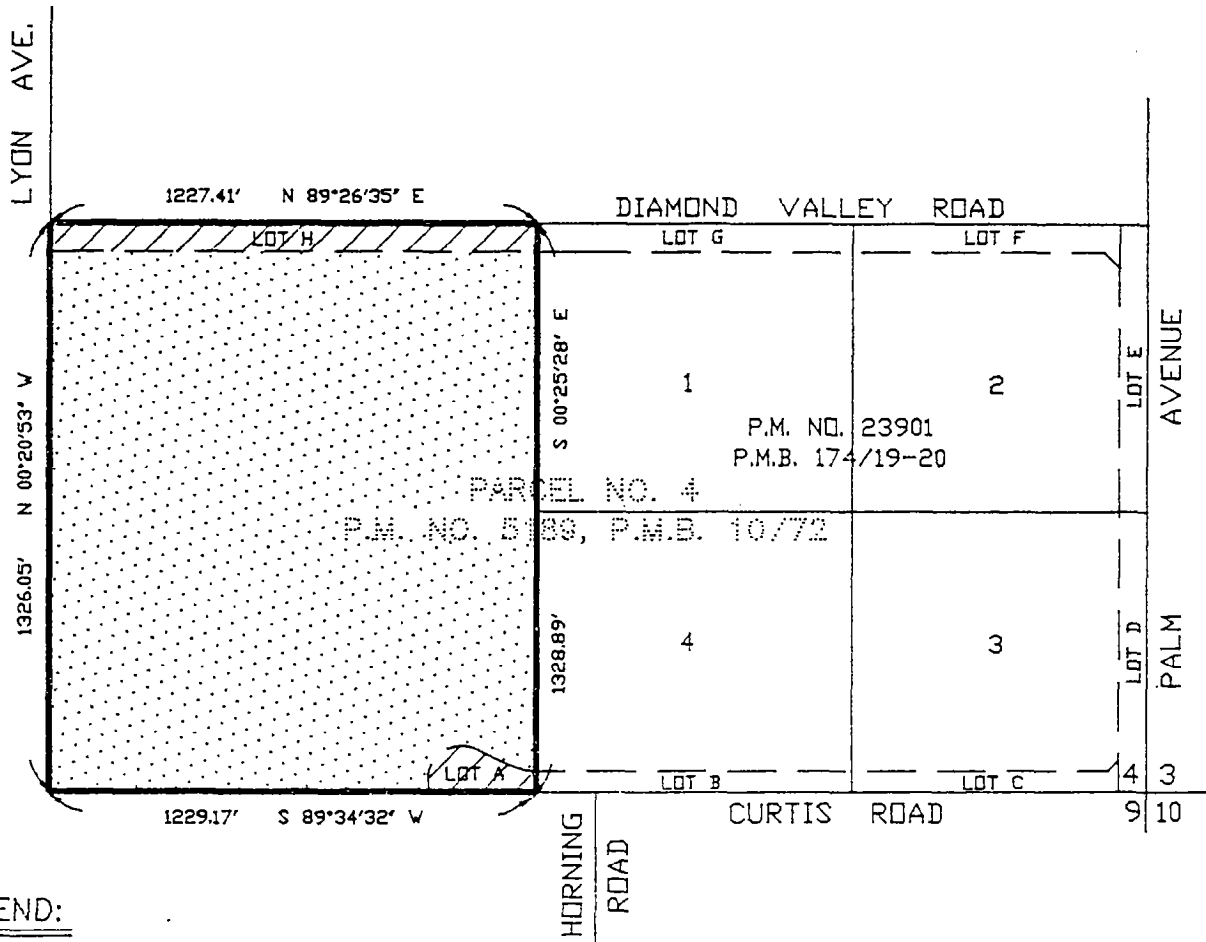 LYON AVE.
1227.41' N 89°26'35" E
DIAMOND VALLEY ROAD
LOT H
LOT G
LOT F
N 00°20'53" W
1326.05'
S 00°25'28" E
1328.89'
1
2
LOT E
AVENUE
P.M. NO. 23901
P.M.B. 174/19-20
PARCEL NO. 4
P.M. NO. 5189, P.M.B. 10/72
4
3
LOT D
PALM
LOT A
LOT B
LOT C
4 3
1229.17' S 89°34'32" W
CURTIS ROAD
9 10
HORNING ROAD
END: